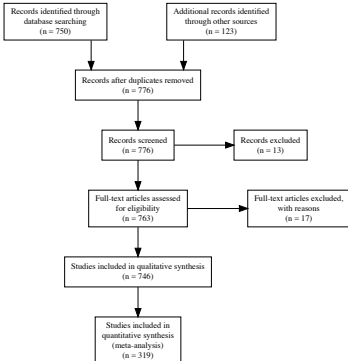 Records identified through
database searching
(n = 750)
Additional records identified
through other sources
(n = 123)
Records after duplicates removed
(n = 776)
Records screened
(n = 776)
Records excluded
(n = 13)
Full-text articles assessed
for eligibility
(n = 763)
Full-text articles excluded,
with reasons
(n = 17)
Studies included in qualitative synthesis
(n = 746)
Studies included in
quantitative synthesis
(meta-analysis)
(n = 319)